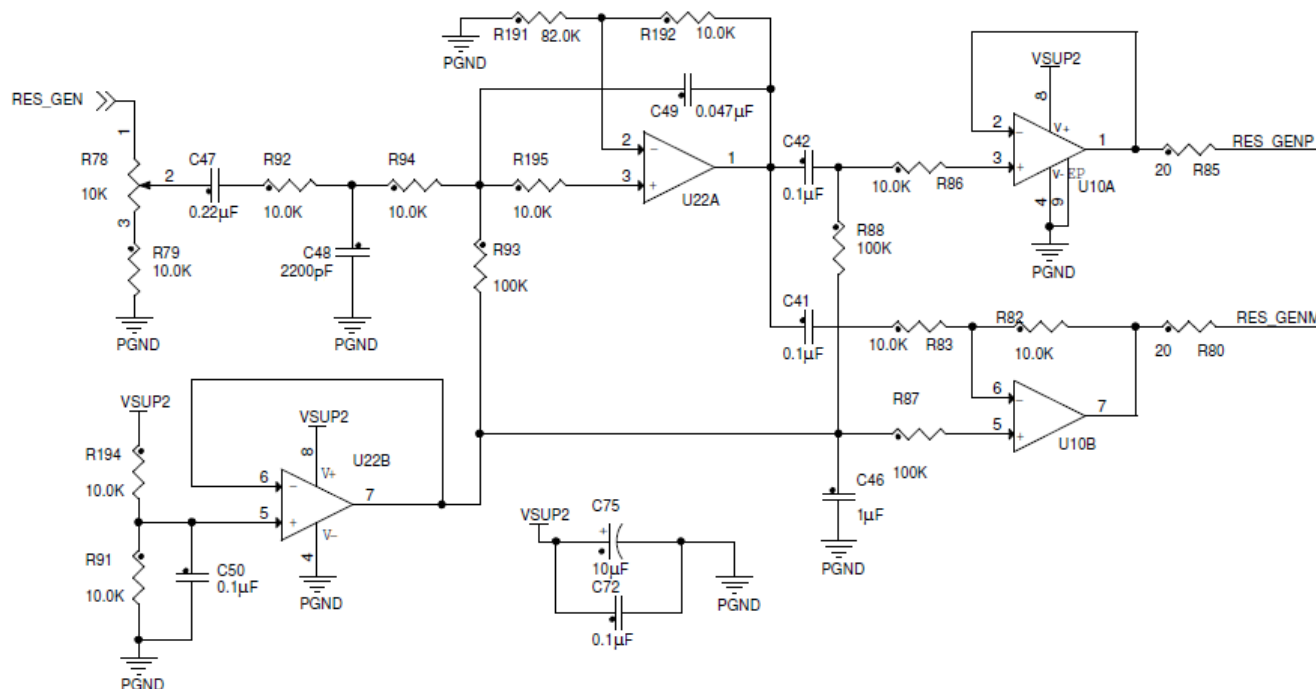 R191
82.0K
R192
10.0K
PGND
VSUP2
RES_GEN
C49
0.047µF
8
1
2
V+
R78
C47
R92
R94
R195
2
−
C42
2
−
1
RES_GENP
10K
2
1
3
+
3
+
V-
EP
20
R85
0.22µF
10.0K
10.0K
10.0K
U22A
0.1µF
10.0K
R86
U10A
3
4
9
R79
10.0K
C48
2200pF
R93
100K
R88
100K
PGND
C41
R82
RES_GENM
PGND
PGND
0.1µF
10.0K
R83
10.0K
20
R80
VSUP2
VSUP2
R87
6
−
7
R194
8
U22B
5
+
U10B
10.0K
6
−
V+
7
100K
5
+
V−
C46
1µF
R91
10.0K
C50
0.1µF
4
VSUP2
C75
+
10µF
C72
0.1µF
PGND
PGND
PGND
PGND